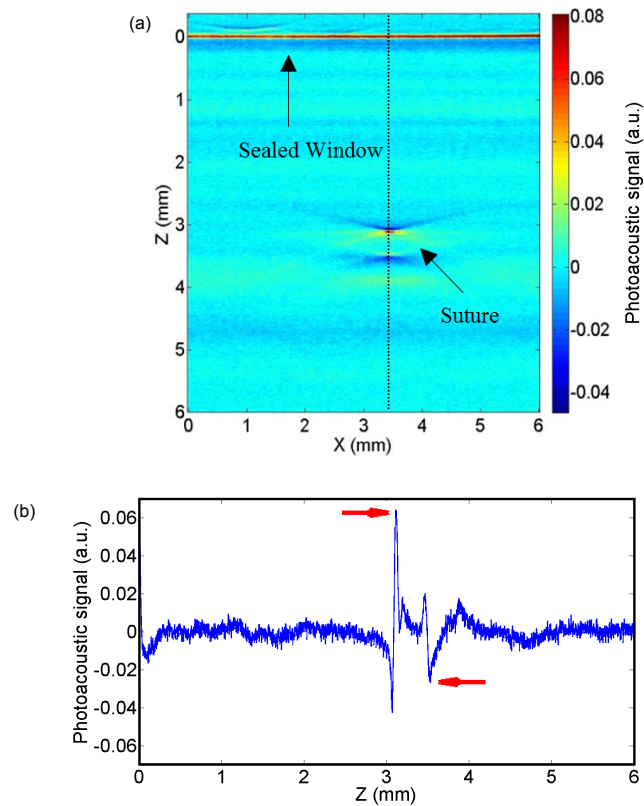 (a)
0
1
2
3
4
5
6
Z (mm)
0 1 2 3 4 5 6
X (mm)
Sealed Window
Suture
0.08
0.06
0.04
0.02
0
-0.02
-0.04
Photoacoustic signal (a.u.)
(b)
0.06
0.04
0.02
0
-0.02
-0.04
-0.06
Photoacoustic signal (a.u.)
0 1 2 3 4 5 6
Z (mm)